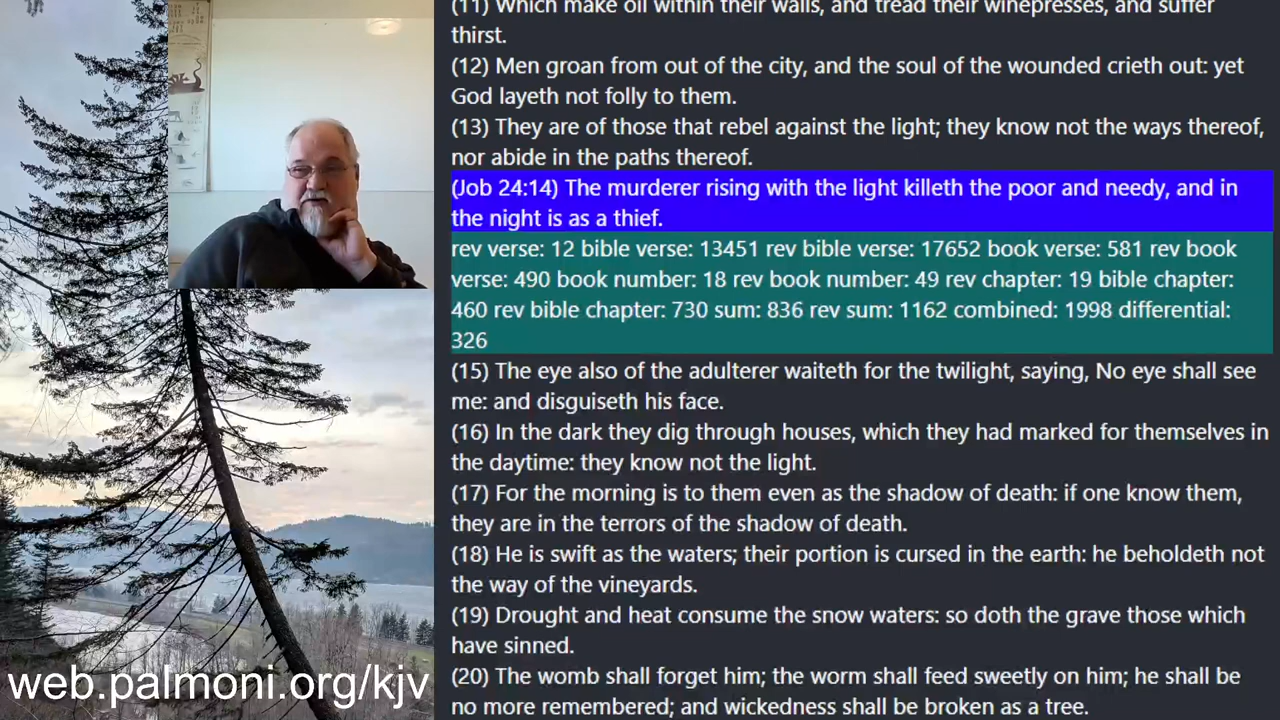 (11) Which make oil within their walls, and tread their winepresses, and suffer
thirst.
(12) Men groan from out of the city, and the soul of the wounded crieth out: yet
God layeth not folly to them.
(13) They are of those that rebel against the light; they know not the ways thereof,
nor abide in the paths thereof.
(Job 24:14) The murderer rising with the light killeth the poor and needy, and in
the night is as a thief.
rev verse: 12 bible verse: 13451 rev bible verse: 17652 book verse: 581 rev book
verse: 490 book number: 18 rev book number: 49 rev chapter: 19 bible chapter:
460 rev bible chapter: 730 sum: 836 rev sum: 1162 combined: 1998 differential:
326
(15) The eye also of the adulterer waiteth for the twilight, saying, No eye shall see
me: and disguiseth his face.
(16) In the dark they dig through houses, which they had marked for themselves in
the daytime: they know not the light.
(17) For the morning is to them even as the shadow of death: if one know them,
they are in the terrors of the shadow of death.
(18) He is swift as the waters; their portion is cursed in the earth: he beholdeth not
the way of the vineyards.
(19) Drought and heat consume the snow waters: so doth the grave those which
have sinned.
(20) The womb shall forget him; the worm shall feed sweetly on him; he shall be
no more remembered; and wickedness shall be broken as a tree.
web.palmoni.org/kjv